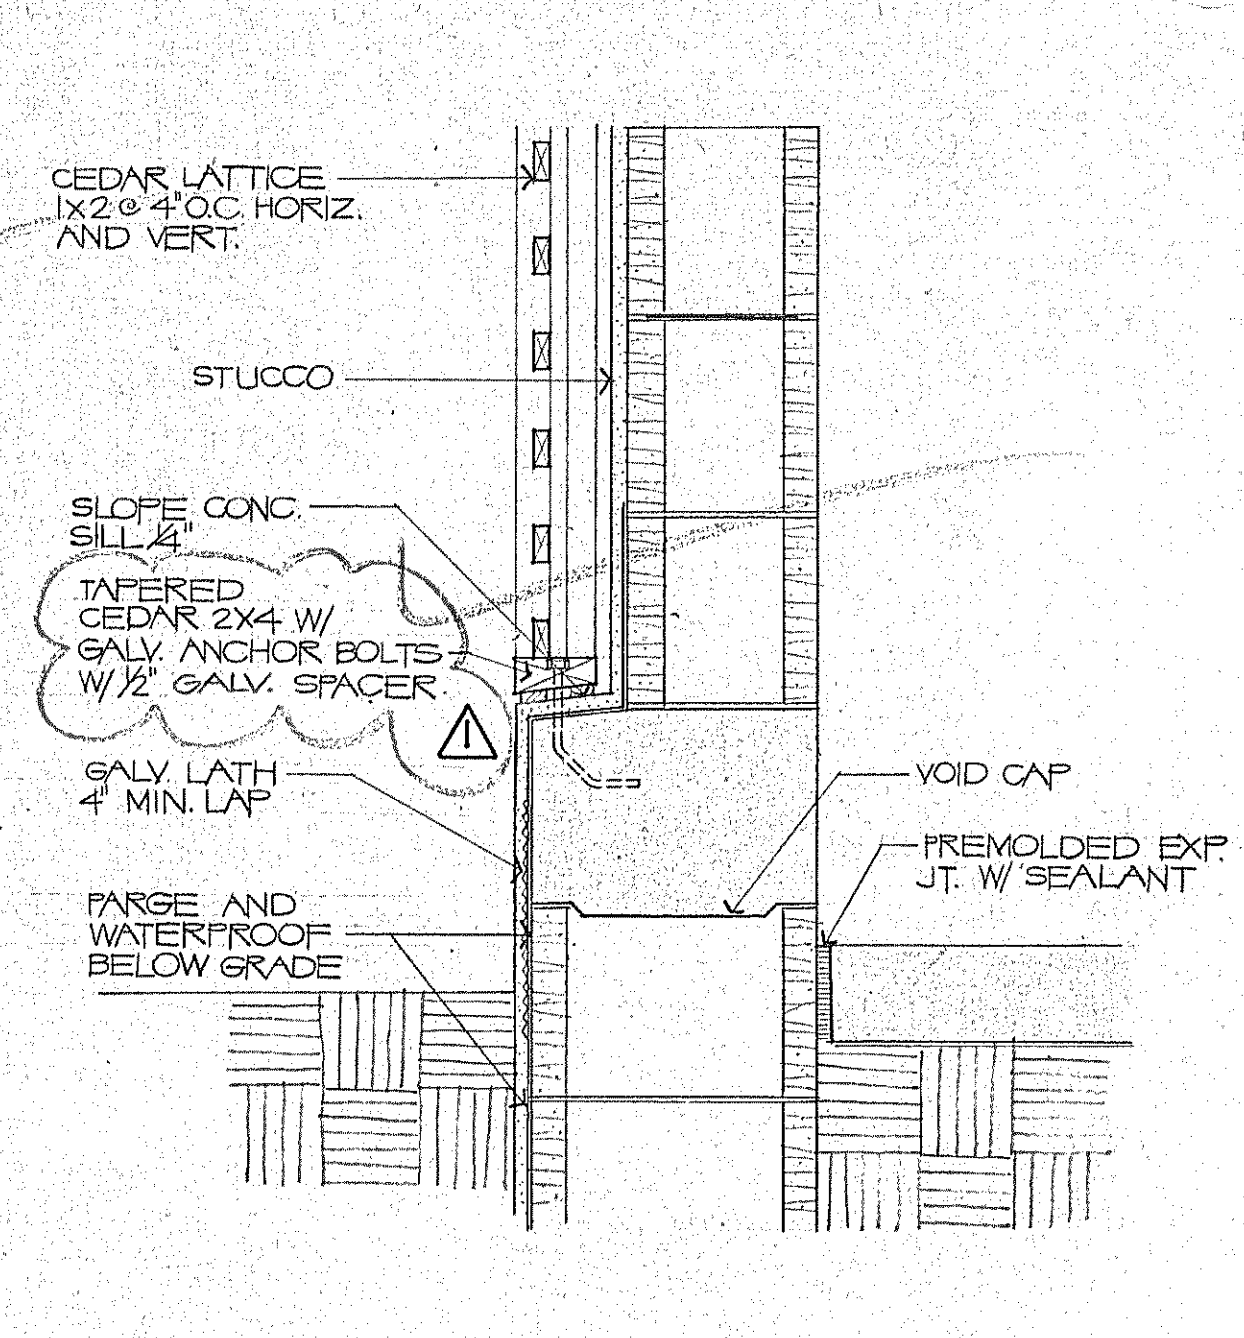 CEDAR LATTICE
1X2 @ 4" O.C. HORIZ.
AND VERT.
STUCCO
SLOPE CONC.
SILL 1/4"
TAPERED
CEDAR 2X4 W/
GALV. ANCHOR BOLTS
W/ 1/2" GALV. SPACER
1
GALV. LATH
4" MIN. LAP
PARGE AND
WATERPROOF
BELOW GRADE
VOID CAP
PREMOLDED EXP.
JT. W/ SEALANT